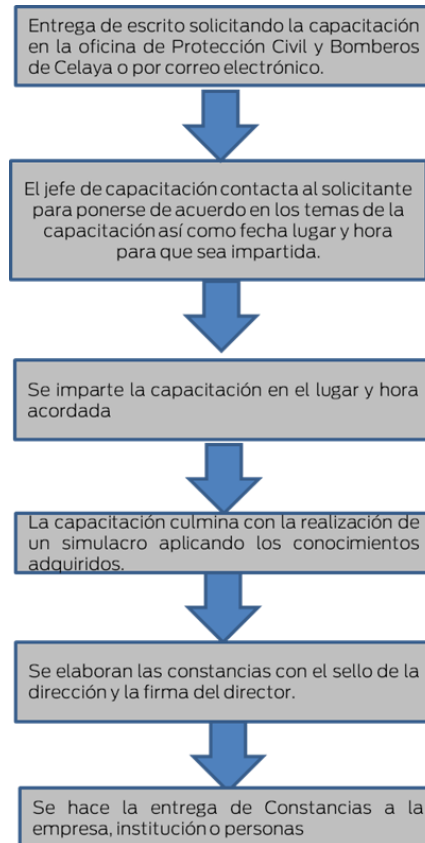 Entrega de escrito solicitando la capacitación
en la oficina de Protección Civil y Bomberos
de Celaya o por correo electrónico.
El jefe de capacitación contacta al solicitante
para ponerse de acuerdo en los temas de la
capacitación así como fecha lugar y hora
para que sea impartida.
Se imparte la capacitación en el lugar y hora
acordada
La capacitación culmina con la realización de
un simulacro aplicando los conocimientos
adquiridos.
Se elaboran las constancias con el sello de la
dirección y la firma del director.
Se hace la entrega de Constancias a la
empresa, institución o personas